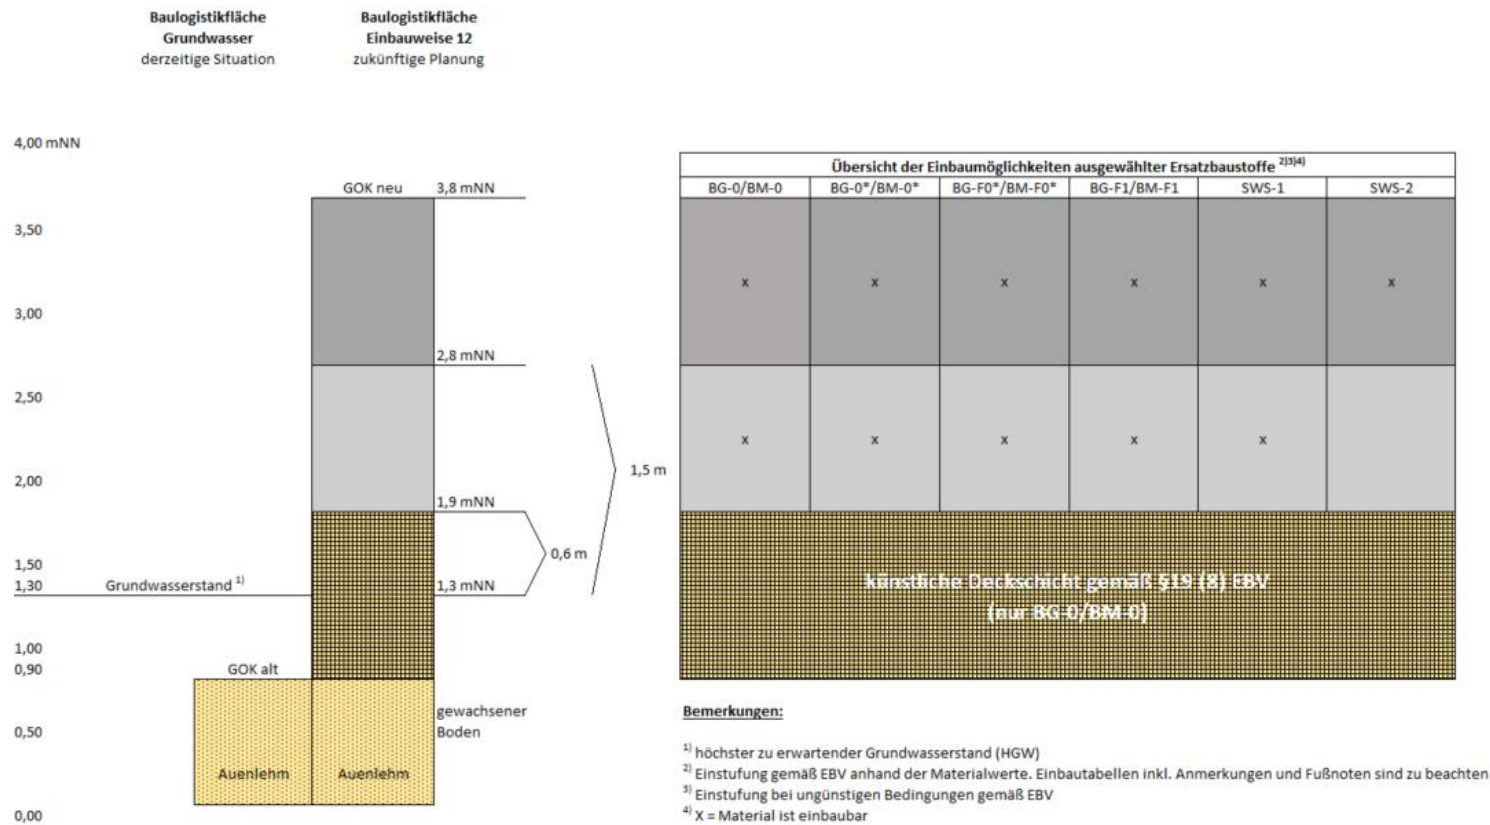 Baulogistikfläche
Grundwasser
derzeitige Situation
Baulogistikfläche
Einbauweise 12
zukünftige Planung
4,00 mNN
Übersicht der Einbaumöglichkeiten ausgewählter Ersatzbaustoffe 2)3)4)
GOK neu 3,8 mNN
BG-0/BM-0 BG-0*/BM-0* BG-F0*/BM-F0* BG-F1/BM-F1 SWS-1 SWS-2
3,50
x x x x x x
3,00
2,8 mNN
2,50
x x x x x
1,5 m
2,00
1,9 mNN
0,6 m
1,50
1,30 Grundwasserstand 1) 1,3 mNN
künstliche Deckschicht gemäß §19 (8) EBV
(nur BG-0/BM-0)
1,00
0,90 GOK alt
gewachsener
Boden
0,50
Auenlehm Auenlehm
0,00
Bemerkungen:
1) höchster zu erwartender Grundwasserstand (HGW)
2) Einstufung gemäß EBV anhand der Materialwerte. Einbautabellen inkl. Anmerkungen und Fußnoten sind zu beachten
3) Einstufung bei ungünstigen Bedingungen gemäß EBV
4) X = Material ist einbaubar